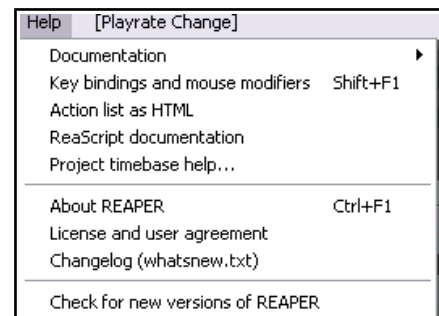 Help [Playrate Change]
Documentation
Key bindings and mouse modifiers Shift+F1
Action list as HTML
ReaScript documentation
Project timebase help...
About REAPER Ctrl+F1
License and user agreement
Changelog (whatsnew.txt)
Check for new versions of REAPER